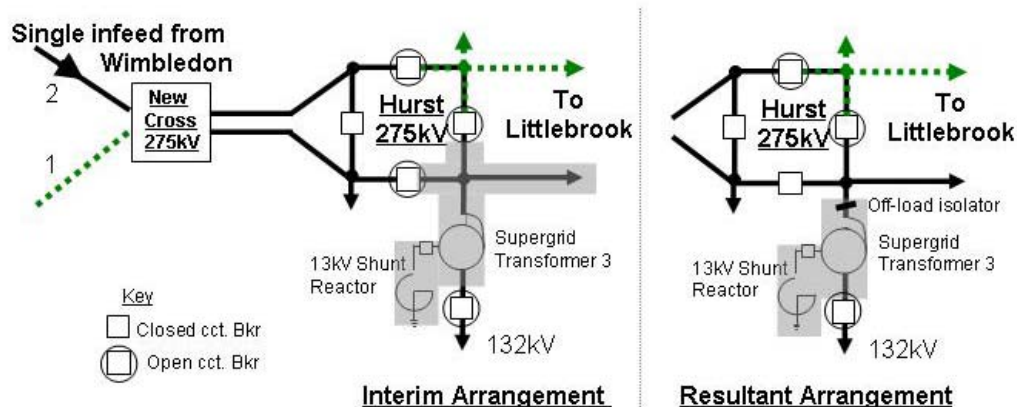 Single infeed from
Wimbledon
2
New
Cross
275kV
1
Hurst
275kV
To
Littlebrook
13kV Shunt
Reactor
Supergrid
Transformer 3
132kV
Key
Closed cct. Bkr
Open cct. Bkr
Interim Arrangement
Hurst
275kV
To
Littlebrook
Off-load isolator
13kV Shunt
Reactor
Supergrid
Transformer 3
132kV
Resultant Arrangement